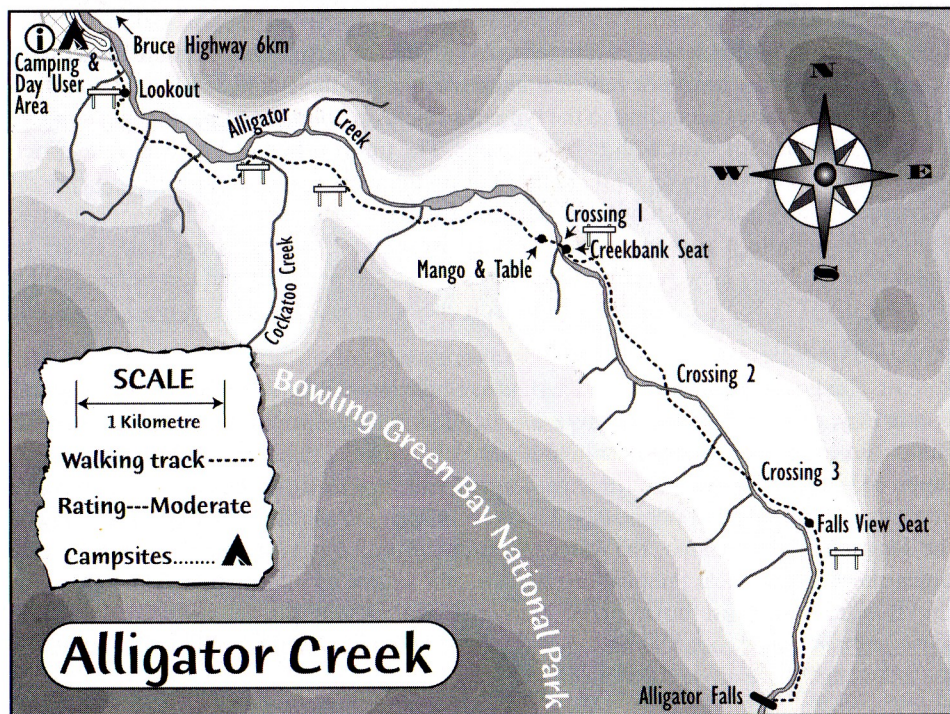 i
Bruce Highway 6km
Camping &
Day User
Area
Lookout
Alligator
Creek
N
W
E
S
Crossing 1
Creekbank Seat
Mango & Table
Cockatoo Creek
SCALE
1 Kilometre
Walking track
Rating---Moderate
Campsites........
Bowling Green Bay National Park
Crossing 2
Crossing 3
Falls View Seat
Alligator Creek
Alligator Falls